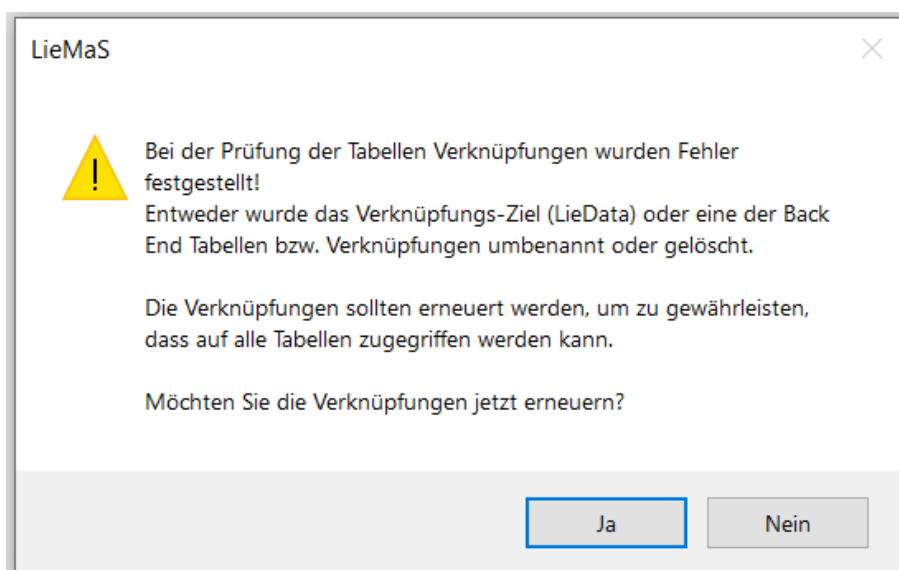 LieMaS
Bei der Prüfung der Tabellen Verknüpfungen wurden Fehler
festgestellt!
Entweder wurde das Verknüpfungs-Ziel (LieData) oder eine der Back
End Tabellen bzw. Verknüpfungen umbenannt oder gelöscht.
Die Verknüpfungen sollten erneuert werden, um zu gewährleisten,
dass auf alle Tabellen zugegriffen werden kann.
Möchten Sie die Verknüpfungen jetzt erneuern?
Ja
Nein